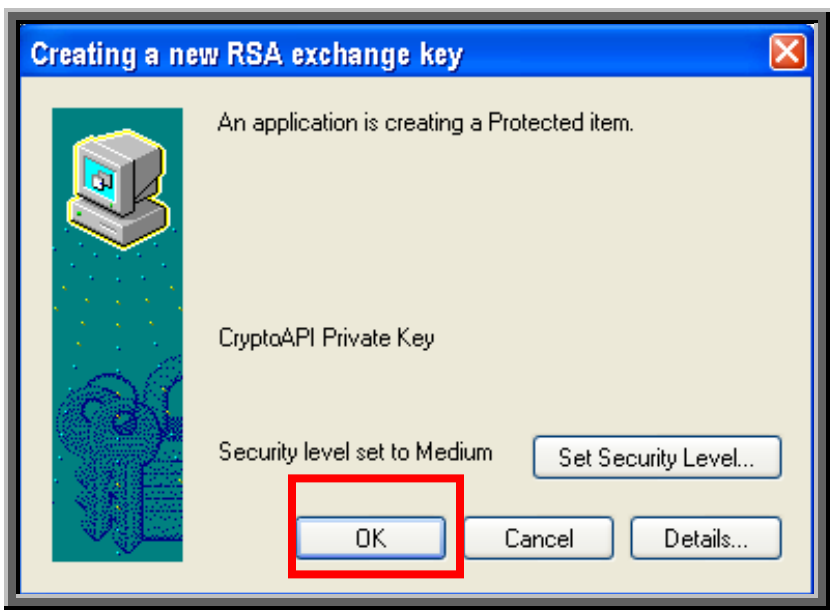 Creating a new RSA exchange key
An application is creating a Protected item.
CryptoAPI Private Key
Security level set to Medium
Set Security Level...
OK
Cancel
Details...